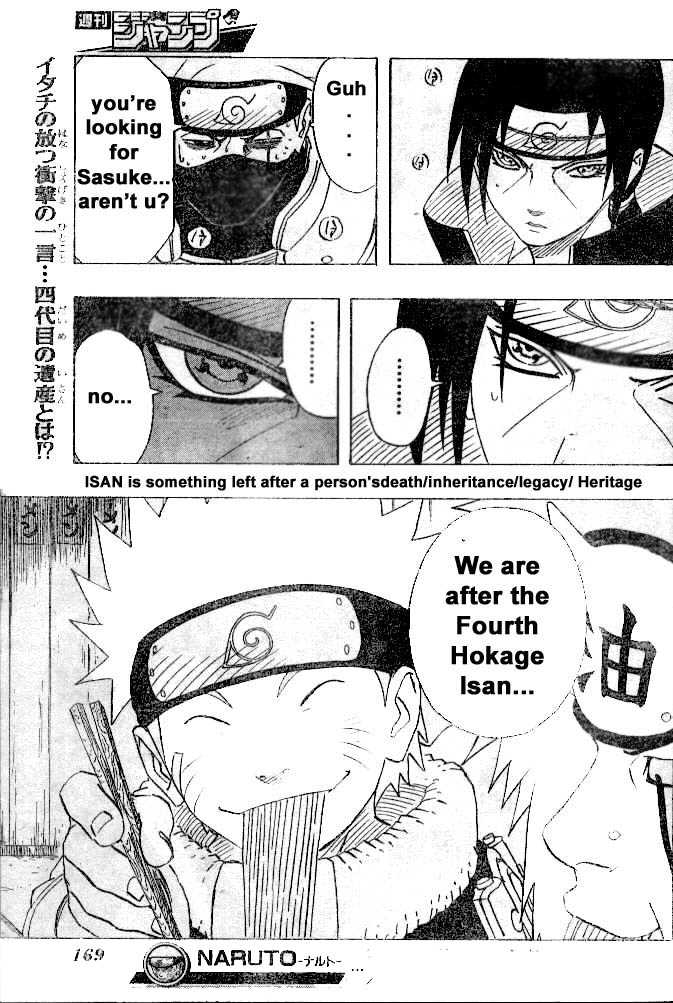 週刊
ジャンプ
イタチの放つ衝撃の一言…四代目の遺産とは!?
Guh
. . . .
you're
looking
for
Sasuke...
aren't u?
..........
..........
no...
ISAN is something left after a person'sdeath/inheritance/legacy/ Heritage
We are
after the
Fourth
Hokage
Isan...
油
169
NARUTO -ナルト- ...